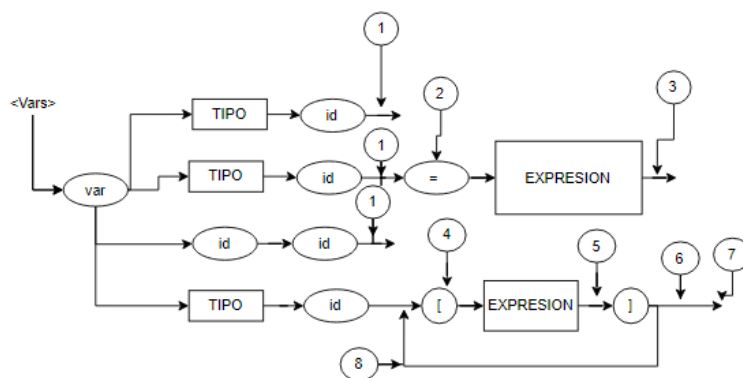 1
2
3
<Vars>
TIPO
id
1
TIPO
id
=
EXPRESION
var
1
id
id
4
5
6
7
TIPO
id
[
EXPRESION
]
8